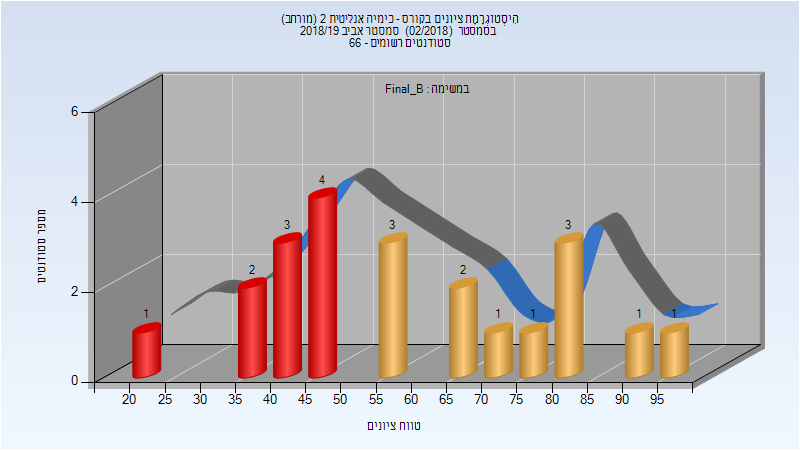 הִיסטוגרַמַת ציונים בקורס - כימיה אנליטית 2 (מורחב)
בסמסטר (02/2018) סמסטר אביב 2018/19
סטודנטים רשומים - 66
במשימה : Final_B
מספר סטודנטים
6
4
2
0
1
2
3
4
3
2
1
1
3
1
1
20 25 30 35 40 45 50 55 60 65 70 75 80 85 90 95
טווח ציונים